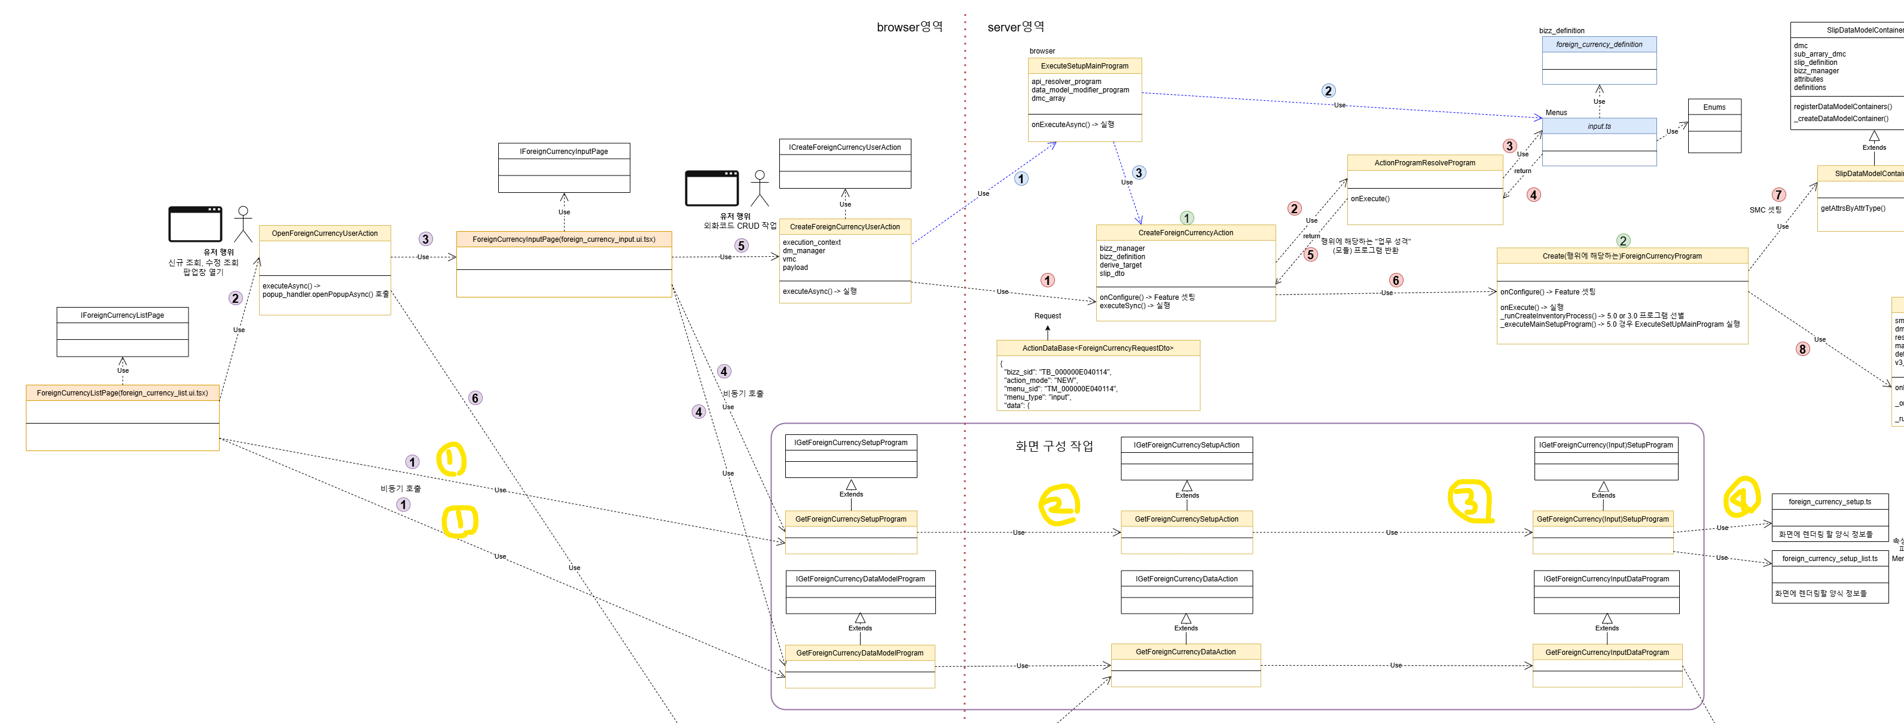 browser영역
server영역
bizz_definition
foreign_currency_definition
Use
Menus
input.ts
Use
Enums
SlipDataModelContainer
dmc
sub_arrary_dmc
slip_definition
bizz_manager
attributes
definitions
registerDataModelContainers()
_createDataModelContainer()
Extends
browser
ExecuteSetupMainProgram
api_resolver_program
data_model_modifier_program
dmc_array
onExecuteAsync() -> 실행
2
Use
1
Use
3
Use
IForeignCurrencyInputPage
Use
ICreateForeignCurrencyUserAction
Use
유저 행위
외화코드 CRUD 작업
CreateForeignCurrencyUserAction
execution_context
dm_manager
vmc
payload
executeAsync() -> 실행
유저 행위
신규 조회, 수정 조회
팝업창 열기
OpenForeignCurrencyUserAction
executeAsync() ->
popup_handler.openPopupAsync() 호출
3
Use
ForeignCurrencyInputPage(foreign_currency_input.ui.tsx)
5
Use
ActionProgramResolveProgram
onExecute()
3
Use
return
4
2
Use
return
5
행위에 해당하는 "업무 성격"
(모듈) 프로그램 반환
1
CreateForeignCurrencyAction
bizz_manager
bizz_definition
derive_target
slip_dto
onConfigure() -> Feature 셋팅
executeSync() -> 실행
1
Use
6
Use
2
Create(행위에 해당하는)ForeignCurrencyProgram
onConfigure() -> Feature 셋팅
onExecute() -> 실행
_runCreateInventoryProcess() -> 5.0 or 3.0 프로그램 선별
_executeMainSetupProgram() -> 5.0 경우 ExecuteSetUpMainProgram 실행
7
SMC 셋팅
Use
getAttrsByAttrType()
8
Use
Request
ActionDataBase<ForeignCurrencyRequestDto>
{
"bizz_sid": "TB_000000E040114",
"action_mode": "NEW",
"menu_sid": "TM_000000E040114",
"menu_type": "input",
"data": {
IForeignCurrencyListPage
Use
2
Use
ForeignCurrencyListPage(foreign_currency_list.ui.tsx)
6
Use
4
비동기 호출
Use
4
Use
1
①
비동기 호출
Use
1
①
Use
화면 구성 작업
IGetForeignCurrencySetupProgram
Extends
GetForeignCurrencySetupProgram
②
Use
IGetForeignCurrencySetupAction
Extends
GetForeignCurrencySetupAction
③
Use
IGetForeignCurrency(Input)SetupProgram
Extends
GetForeignCurrency(Input)SetupProgram
④
Use
foreign_currency_setup.ts
화면에 렌더링 할 양식 정보들
Use
foreign_currency_setup_list.ts
화면에 렌더링할 양식 정보들
IGetForeignCurrencyDataModelProgram
Extends
GetForeignCurrencyDataModelProgram
Use
IGetForeignCurrencyDataAction
Extends
GetForeignCurrencyDataAction
Use
IGetForeignCurrencyInputDataProgram
Extends
GetForeignCurrencyInputDataProgram